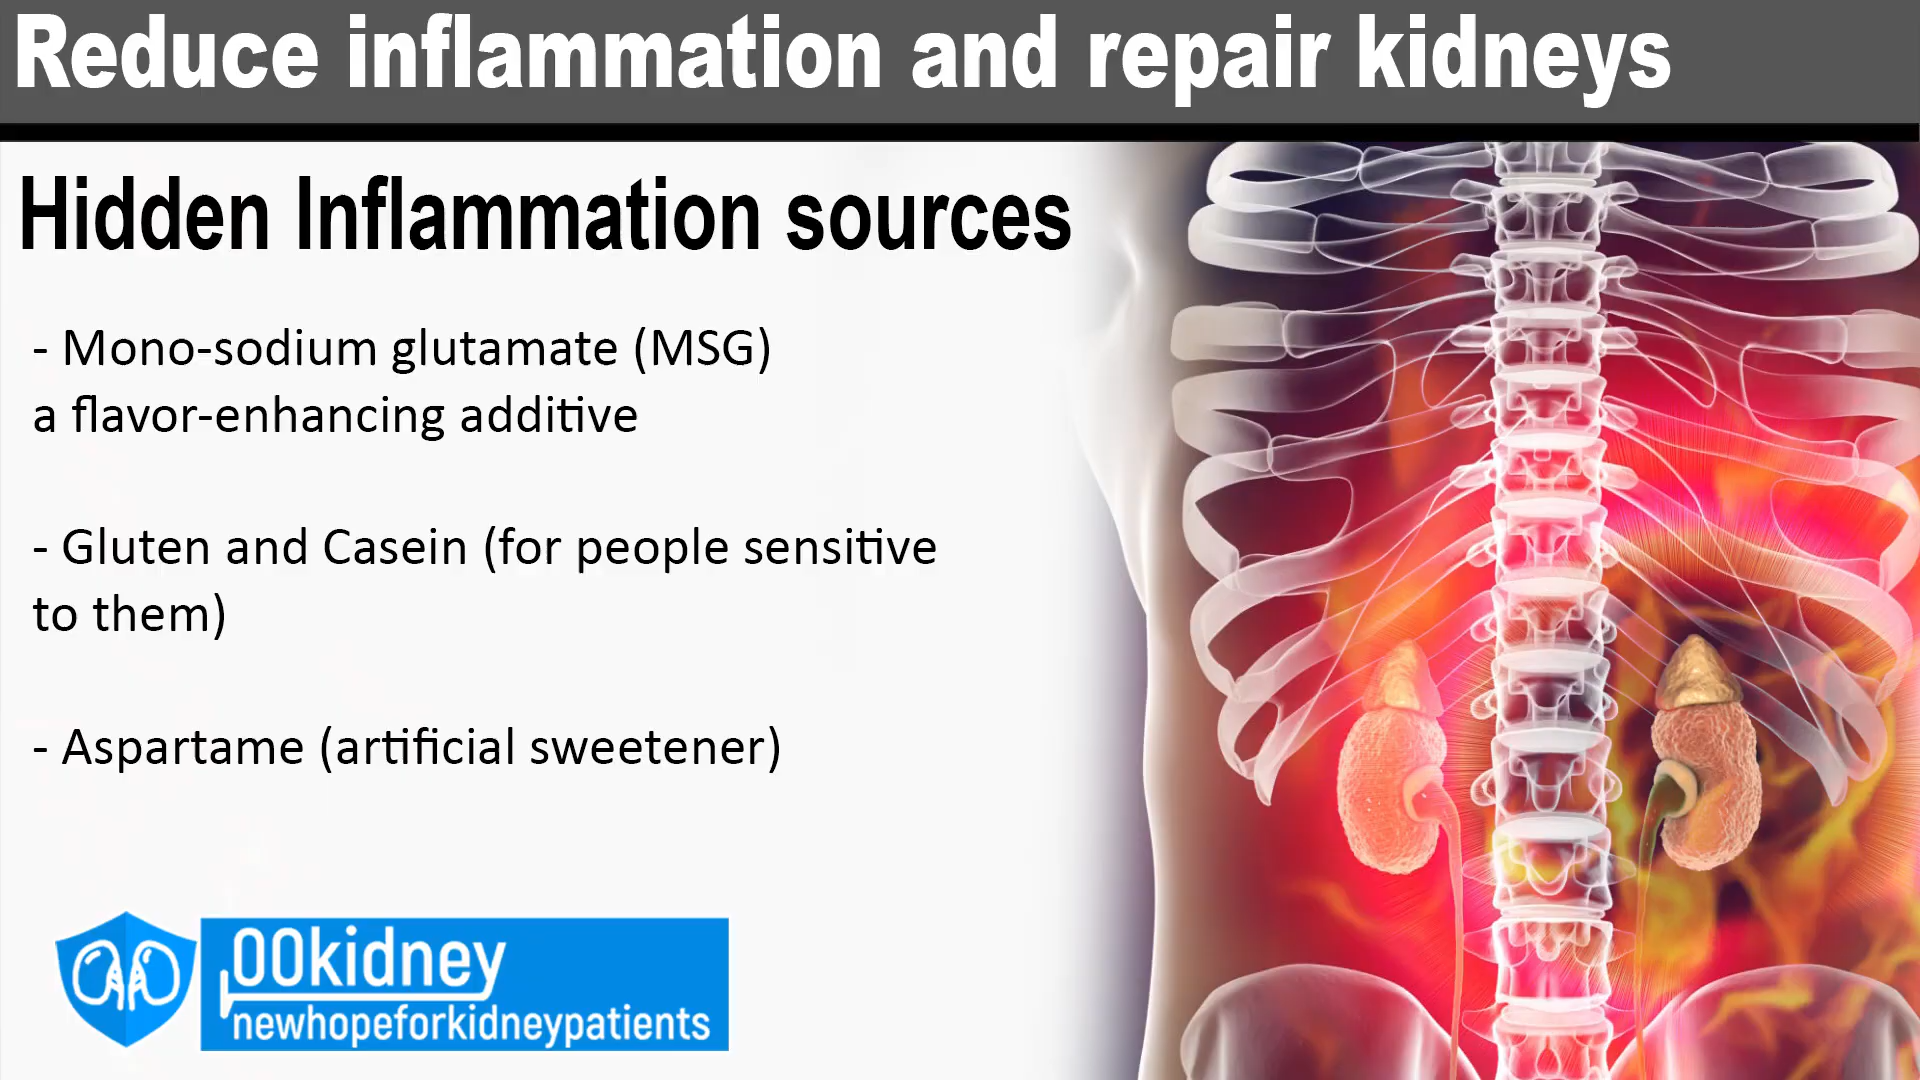 Reduce inflammation and repair kidneys
Hidden Inflammation sources
- Mono-sodium glutamate (MSG)
a flavor-enhancing additive
- Gluten and Casein (for people sensitive
to them)
- Aspartame (artificial sweetener)
00kidney
newhopeforkidneypatients